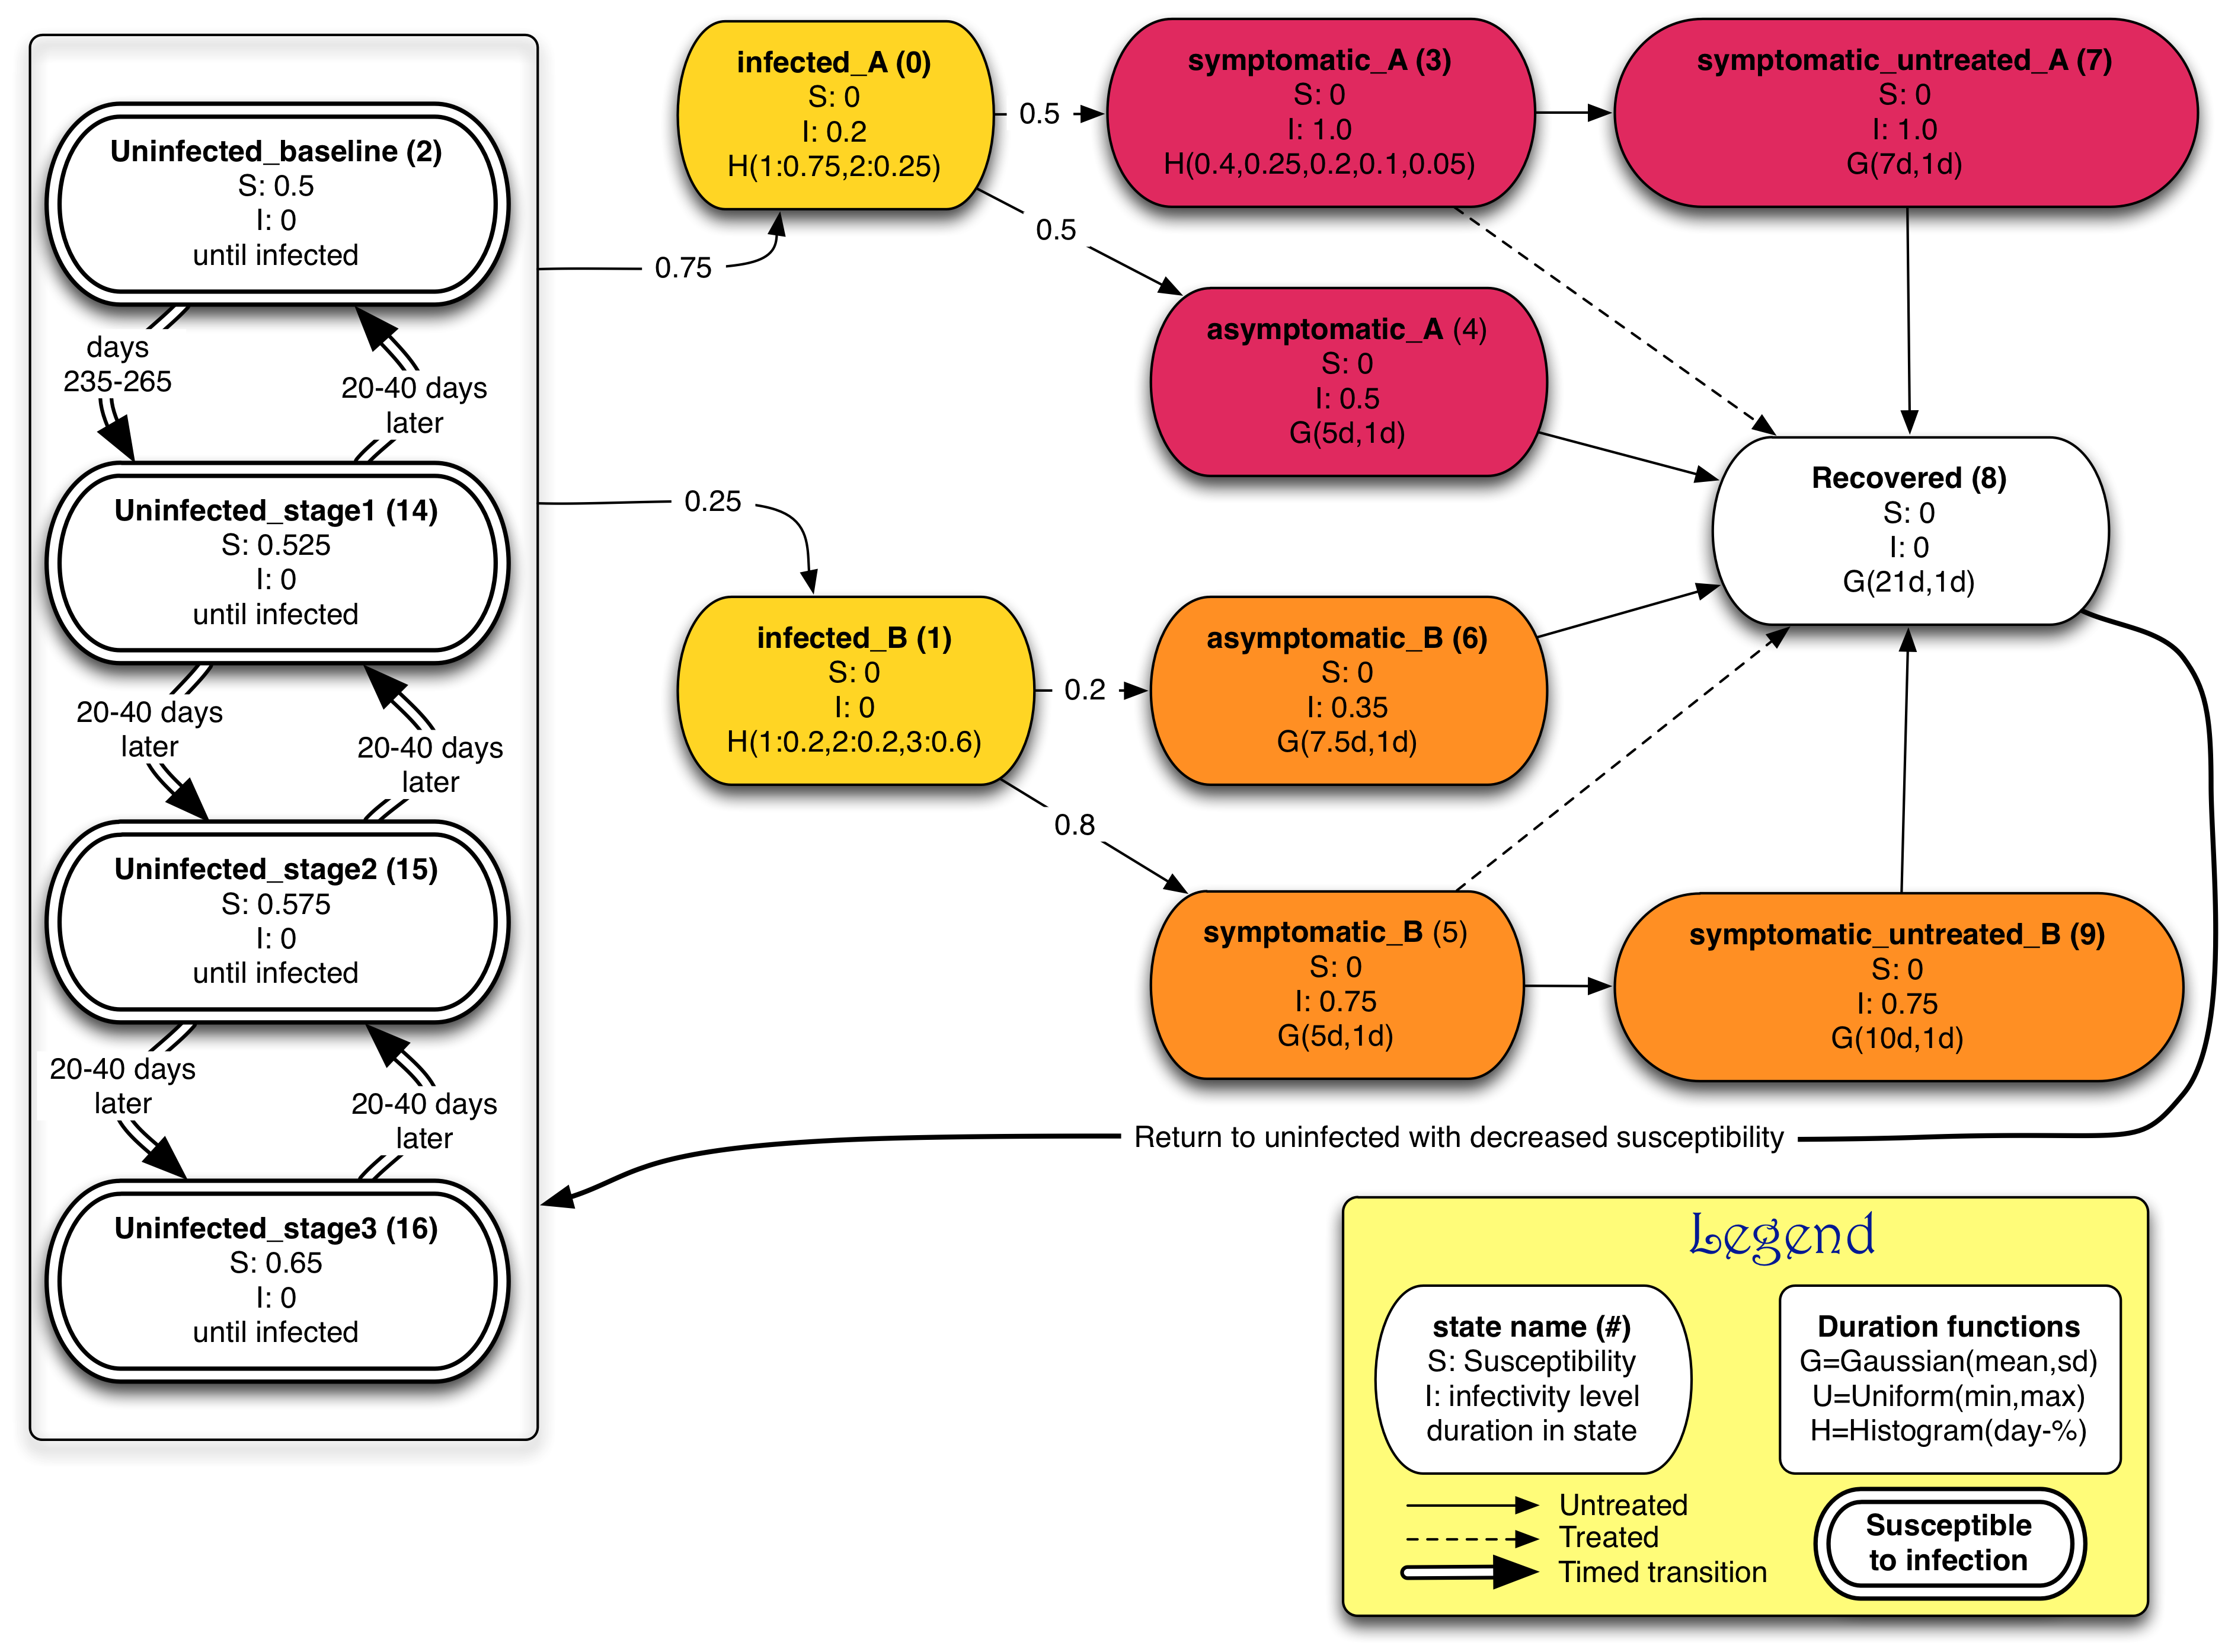 Uninfected_baseline (2)
S: 0.5
I: 0
until infected
days
235-265
20-40 days
later
Uninfected_stage1 (14)
S: 0.525
I: 0
until infected
20-40 days
later
20-40 days
later
Uninfected_stage2 (15)
S: 0.575
I: 0
until infected
20-40 days
later
20-40 days
later
Uninfected_stage3 (16)
S: 0.65
I: 0
until infected
0.75
0.25
infected_A (0)
S: 0
I: 0.2
H(1:0.75,2:0.25)
0.5
0.5
symptomatic_A (3)
S: 0
I: 1.0
H(0.4,0.25,0.2,0.1,0.05)
symptomatic_untreated_A (7)
S: 0
I: 1.0
G(7d,1d)
asymptomatic_A (4)
S: 0
I: 0.5
G(5d,1d)
Recovered (8)
S: 0
I: 0
G(21d,1d)
infected_B (1)
S: 0
I: 0
H(1:0.2,2:0.2,3:0.6)
0.2
0.8
asymptomatic_B (6)
S: 0
I: 0.35
G(7.5d,1d)
symptomatic_B (5)
S: 0
I: 0.75
G(5d,1d)
symptomatic_untreated_B (9)
S: 0
I: 0.75
G(10d,1d)
Return to uninfected with decreased susceptibility
Legend
state name (#)
S: Susceptibility
I: infectivity level
duration in state
Duration functions
G=Gaussian(mean,sd)
U=Uniform(min,max)
H=Histogram(day-%)
Untreated
Treated
Timed transition
Susceptible
to infection